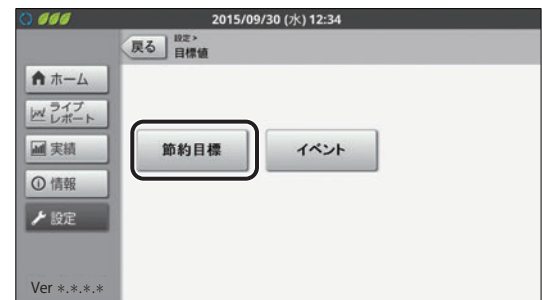 2015/09/30 (水) 12:34
戻る
設定>
目標値
ホーム
ライブ
レポート
実績
情報
設定
節約目標
イベント
Ver *.*.*.*